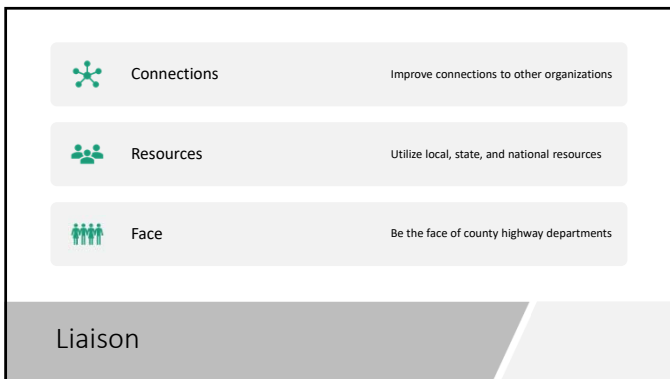 Connections
Improve connections to other organizations
Resources
Utilize local, state, and national resources
Face
Be the face of county highway departments
Liaison